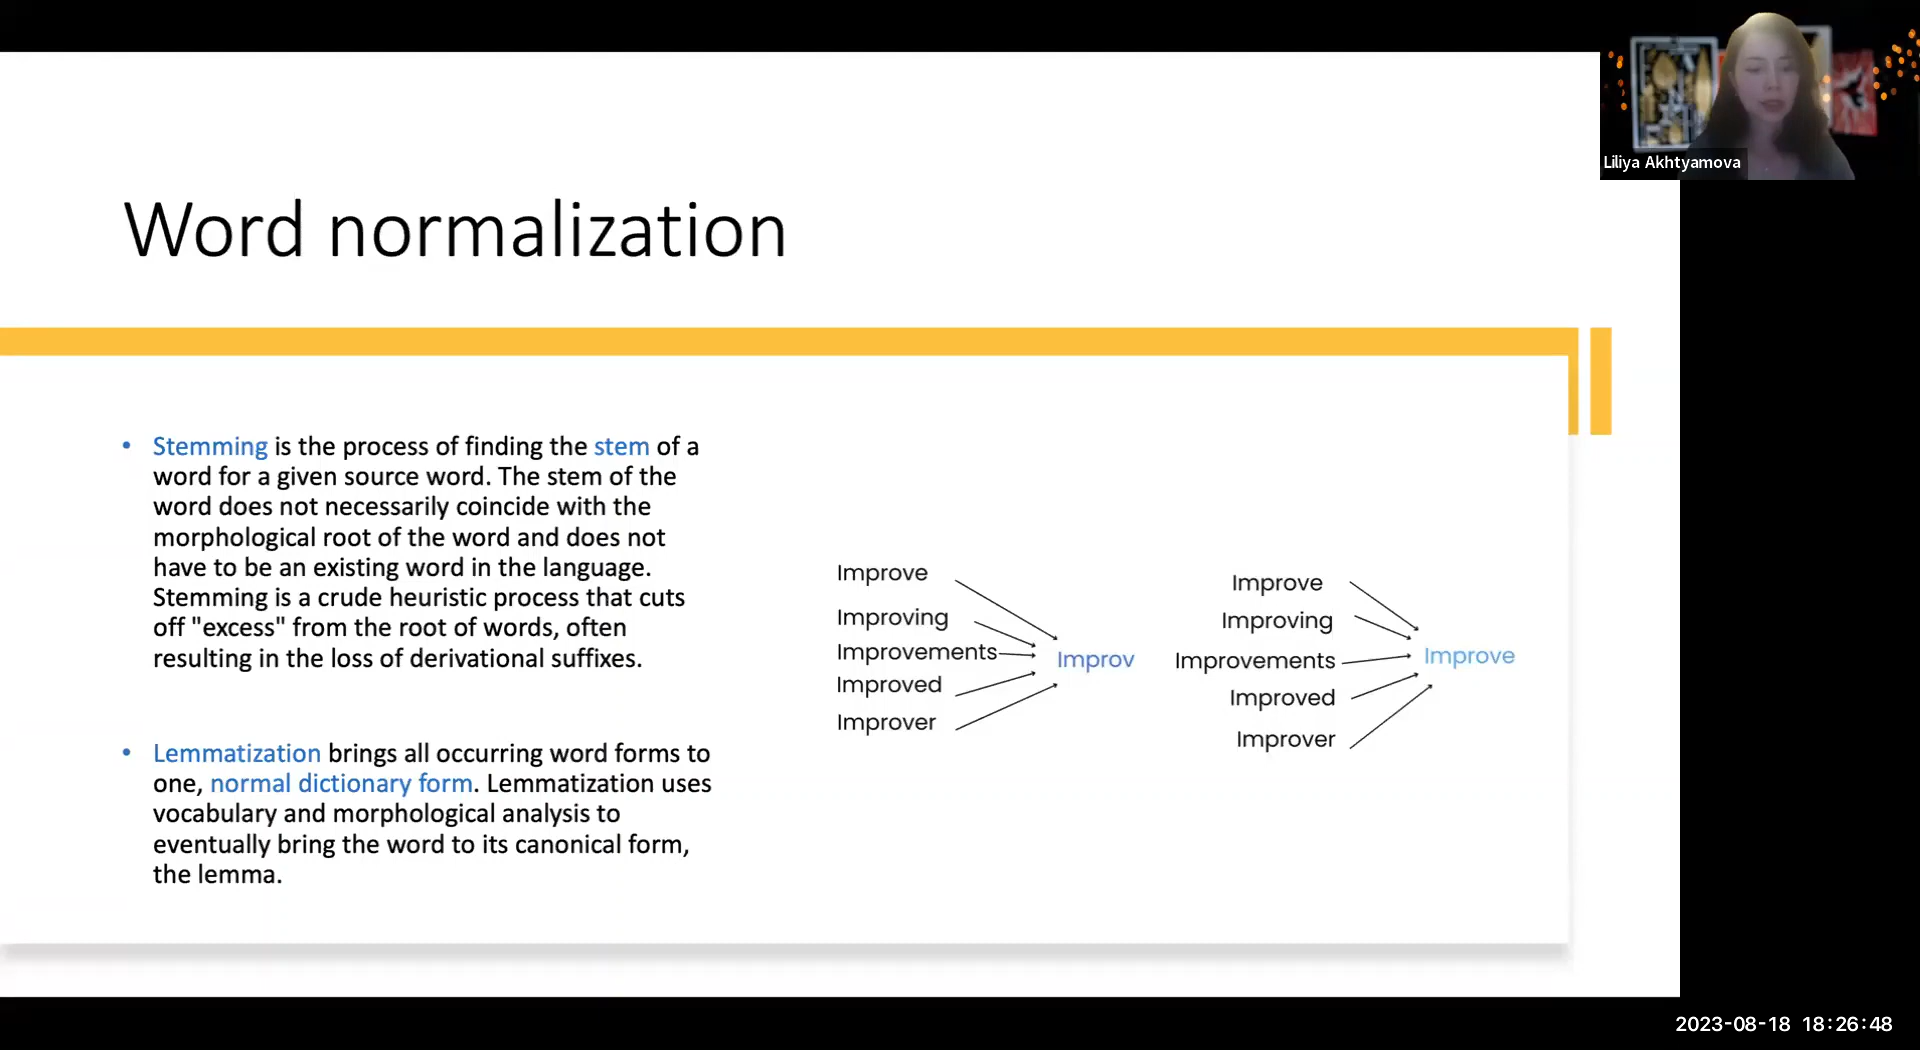 Liliya Akhtyamova
Word normalization
• Stemming is the process of finding the stem of a
word for a given source word. The stem of the
word does not necessarily coincide with the
morphological root of the word and does not
have to be an existing word in the language.
Stemming is a crude heuristic process that cuts
off "excess" from the root of words, often
resulting in the loss of derivational suffixes.
• Lemmatization brings all occurring word forms to
one, normal dictionary form. Lemmatization uses
vocabulary and morphological analysis to
eventually bring the word to its canonical form,
the lemma.
Improve
Improving
Improvements
Improved
Improver
Improv
Improve
Improving
Improvements
Improved
Improver
Improve
2023-08-18 18:26:48